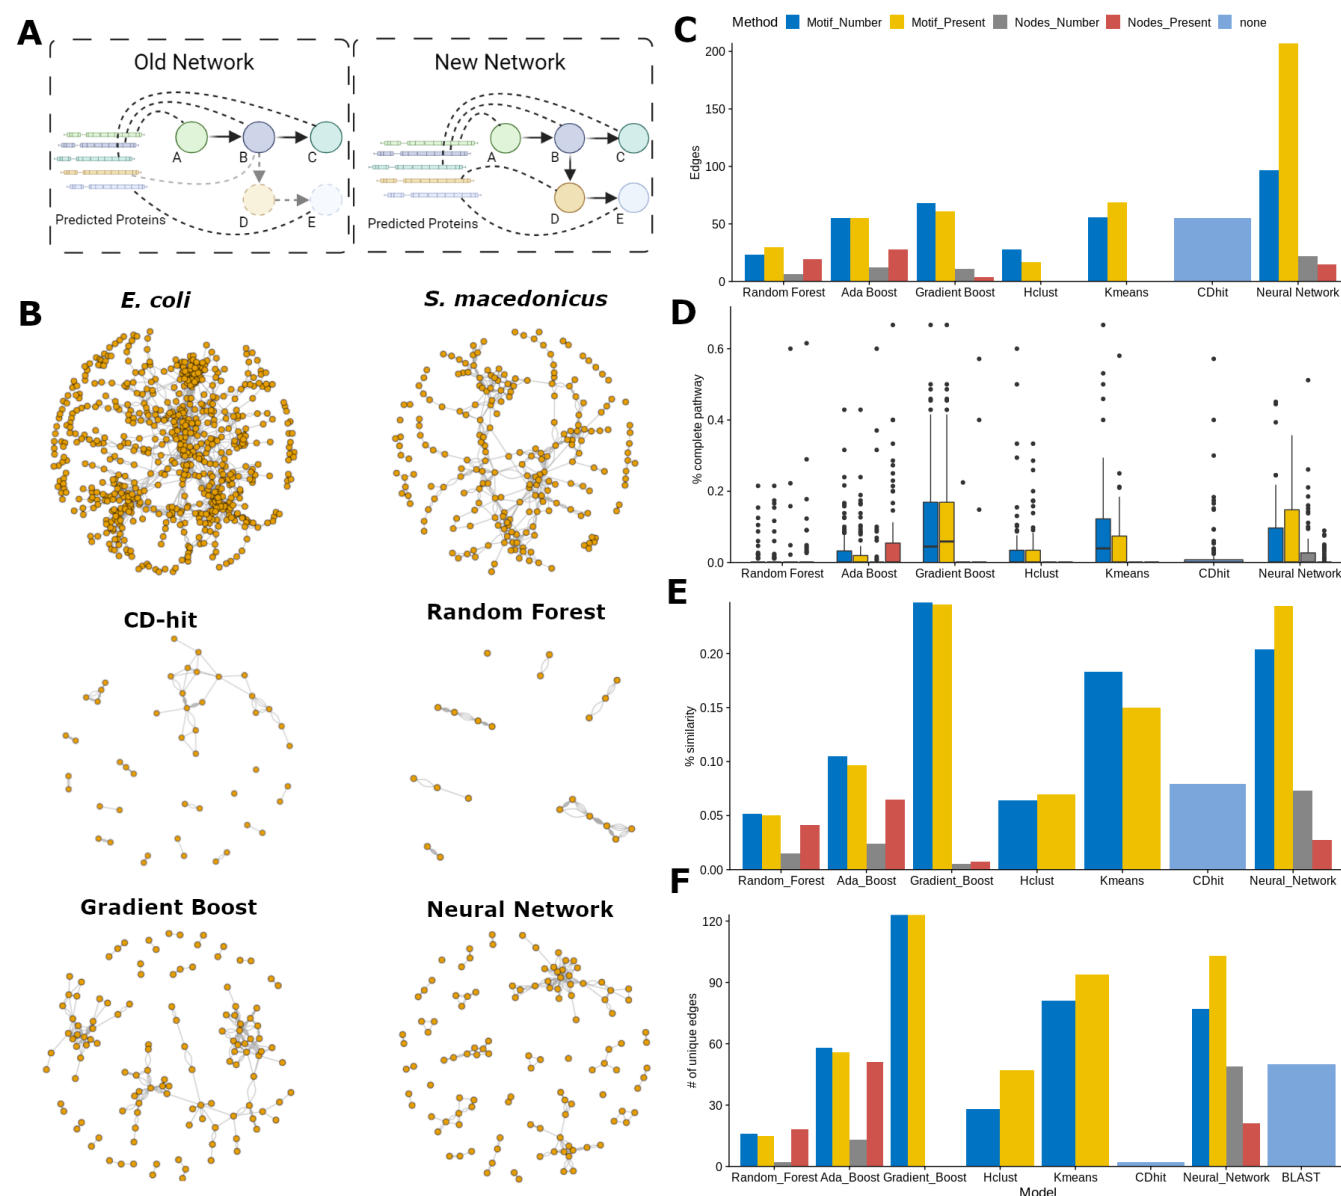 A
Old Network
New Network
A
B
C
D
E
Predicted Proteins
A
B
C
D
E
Predicted Proteins
B
E. coli
S. macedonicus
CD-hit
Random Forest
Gradient Boost
Neural Network
C
Method Motif_Number Motif_Present Nodes_Number Nodes_Present none
Edges
200
150
100
50
0
Random Forest Ada Boost Gradient Boost Hclust Kmeans CDhit Neural Network
D
% complete pathway
0.6
0.4
0.2
0.0
Random Forest Ada Boost Gradient Boost Hclust Kmeans CDhit Neural Network
E
% similarity
0.20
0.15
0.10
0.05
0.00
Random_Forest Ada_Boost Gradient_Boost Hclust Kmeans CDhit Neural_Network
F
# of unique edges
120
90
60
30
0
Random_Forest Ada_Boost Gradient_Boost Hclust Kmeans CDhit Neural_Network BLAST
Model